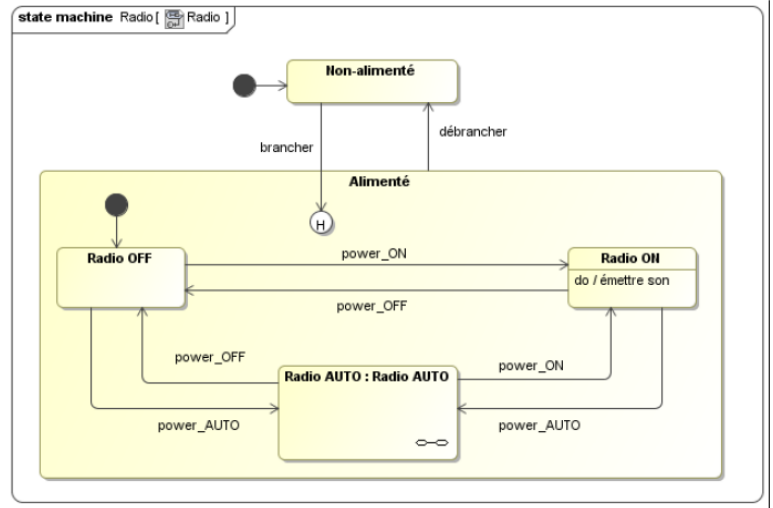 state machine Radio [ Radio ]
Non-alimenté
débrancher
brancher
Alimenté
H
Radio OFF
power_ON
Radio ON
do / émettre son
power_OFF
power_OFF
Radio AUTO : Radio AUTO
power_ON
power_AUTO
power_AUTO